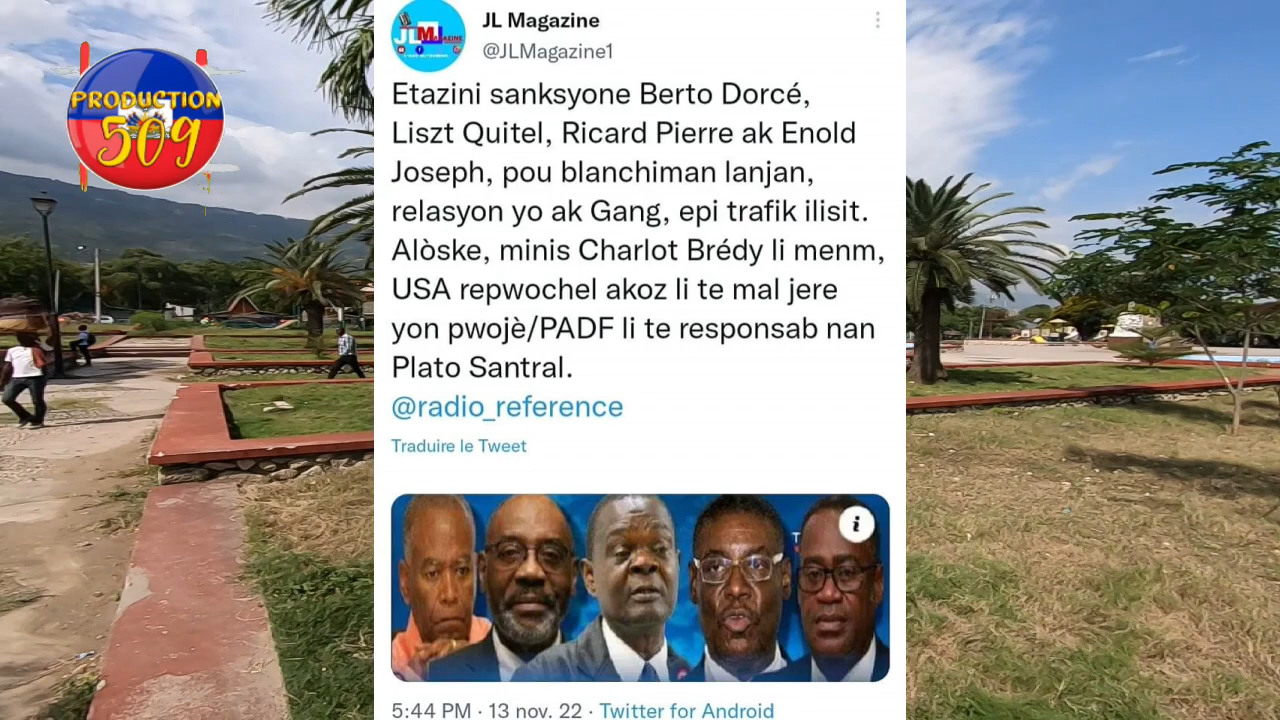 PRODUCTION
509
JL Magazine
@JLMagazine1
Etazini sanksyone Berto Dorcé,
Liszt Quitel, Ricard Pierre ak Enold
Joseph, pou blanchiman lanjan,
relasyon yo ak Gang, epi trafik ilisit.
Alòske, minis Charlot Brédy li menm,
USA repwochel akoz li te mal jere
yon pwojè/PADF li te responsab nan
Plato Santral.
@radio_reference
Traduire le Tweet
5:44 PM · 13 nov. 22 · Twitter for Android